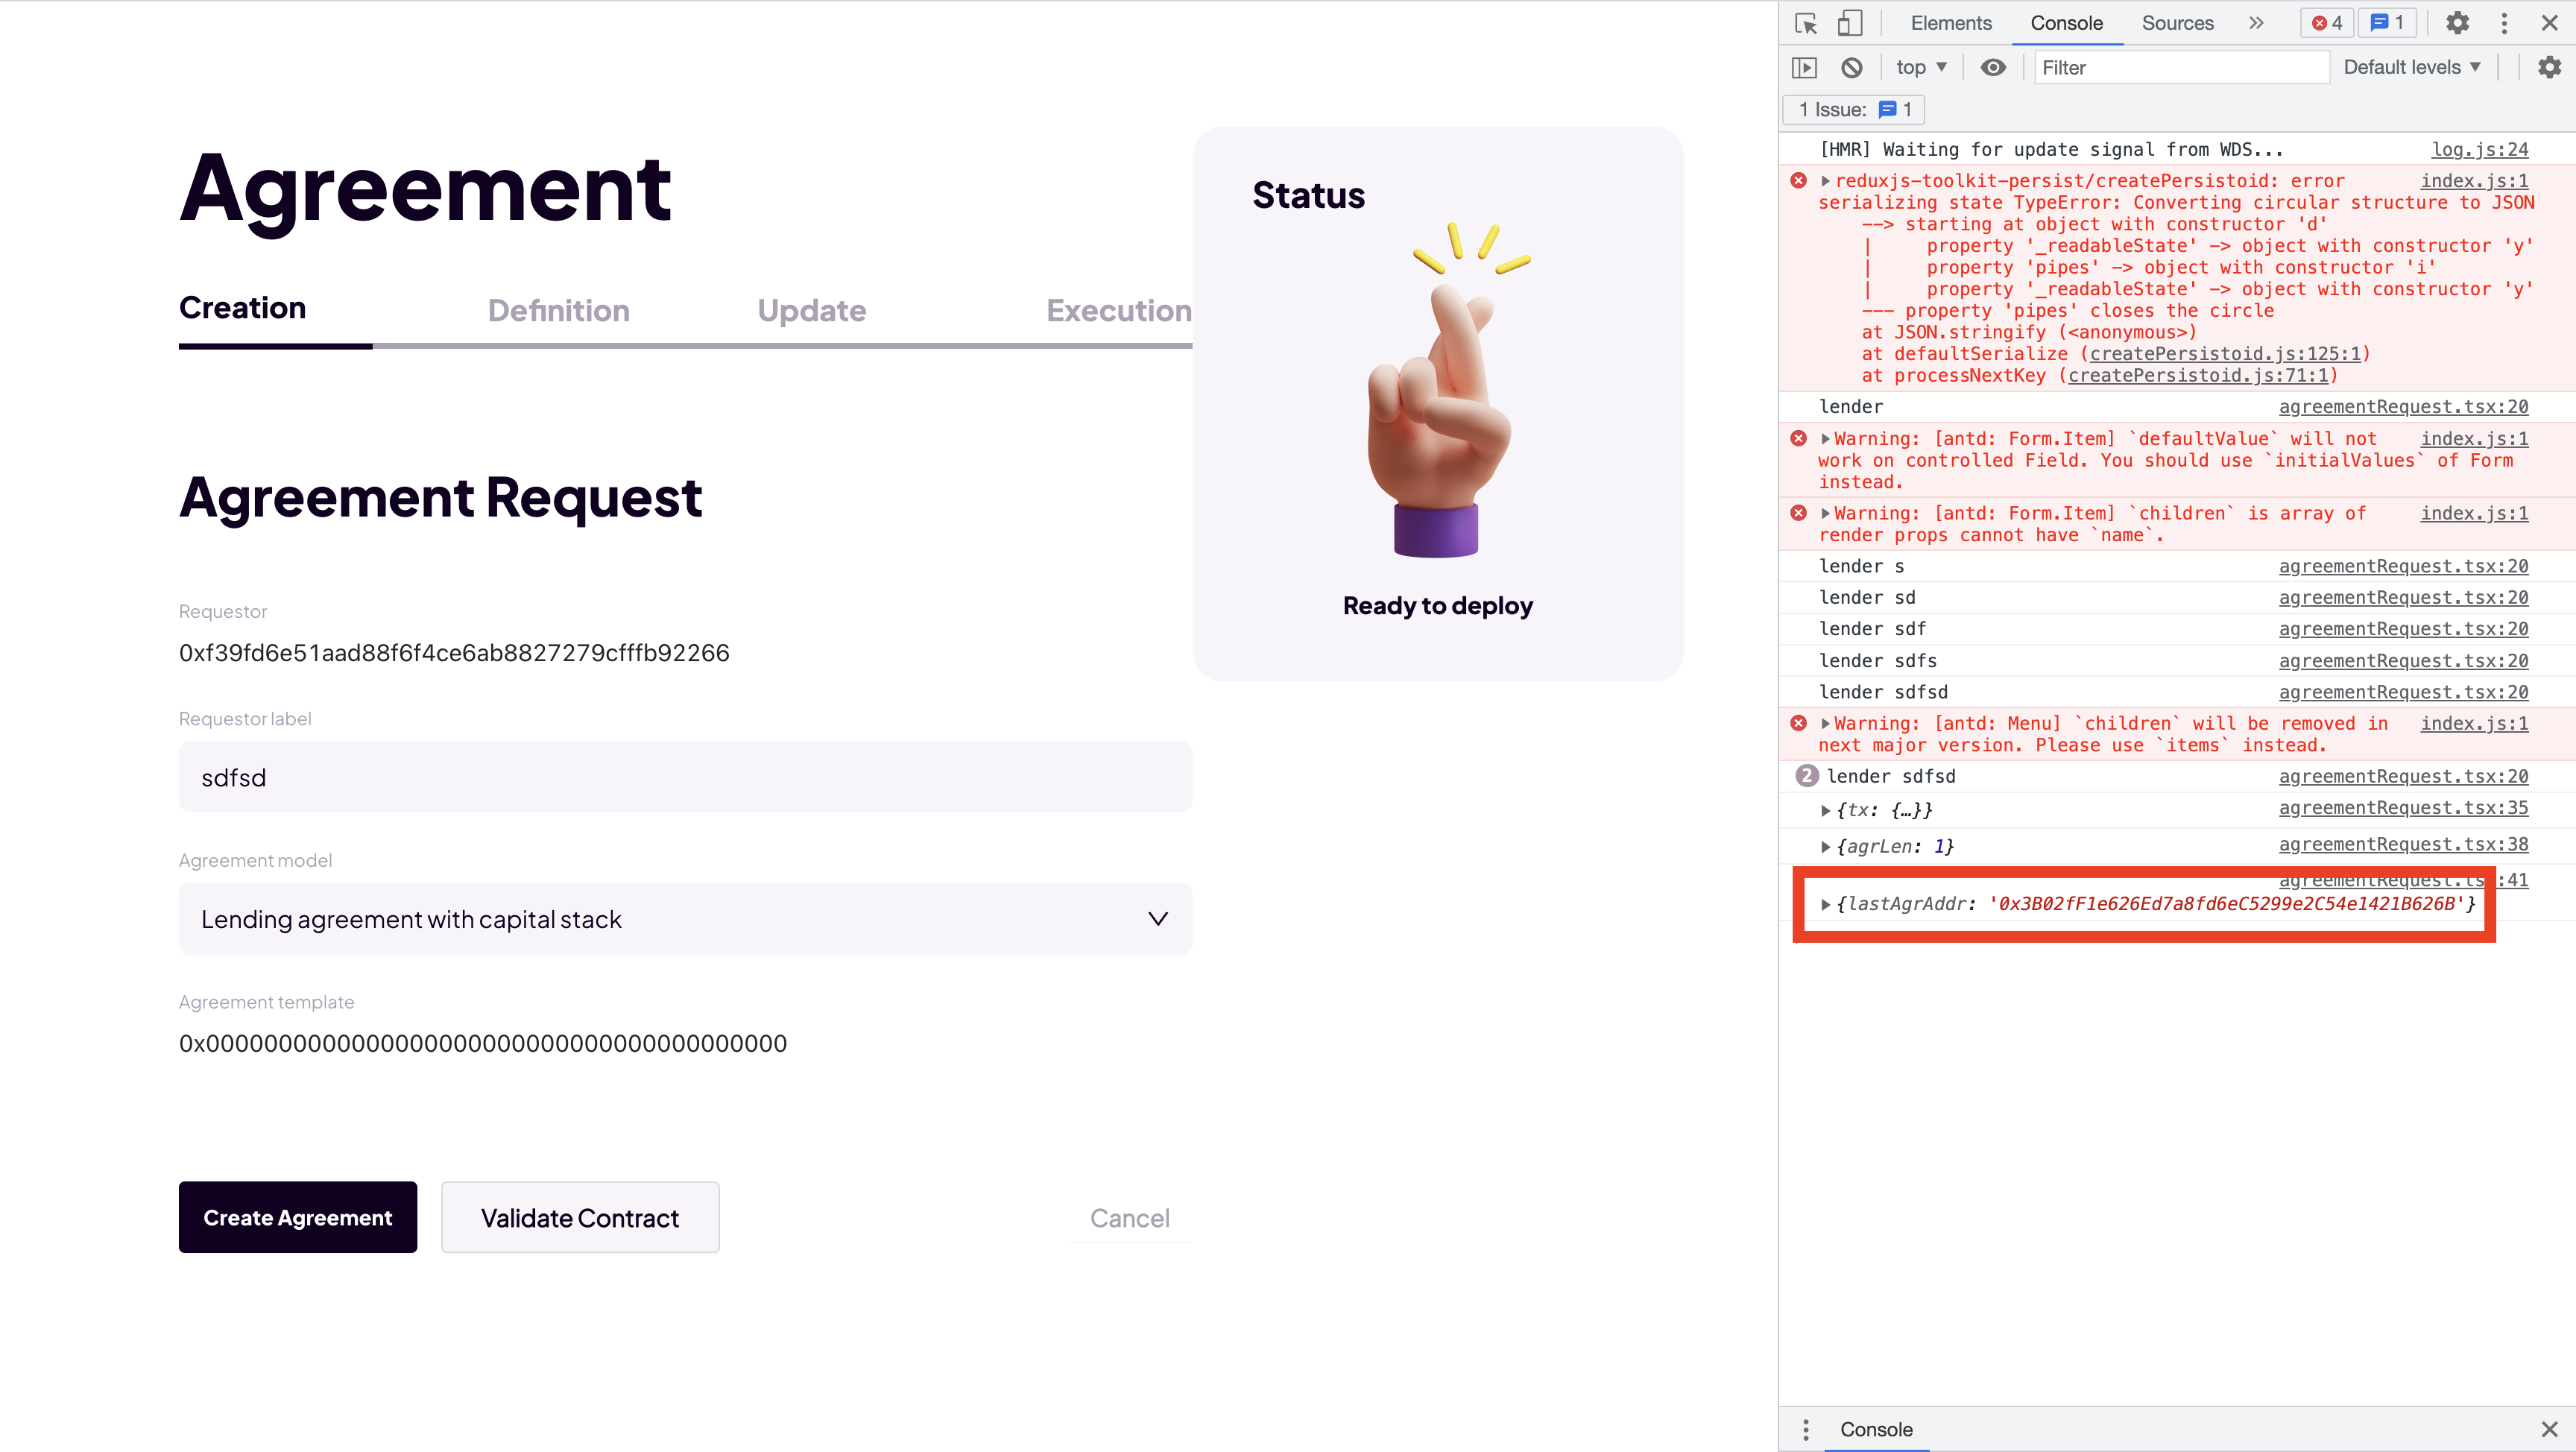 Agreement
Creation
Definition
Update
Execution
Agreement Request
Requestor
0xf39fd6e51aad88f6f4ce6ab8827279cfffb92266
Requestor label
sdfsd
Agreement model
Lending agreement with capital stack
Agreement template
0x0000000000000000000000000000000000000000
Create Agreement
Validate Contract
Cancel
Status
Ready to deploy
Elements
Console
Sources
4
1
top
Filter
Default levels
1 Issue: 1
[HMR] Waiting for update signal from WDS... log.js:24
reduxjs-toolkit-persist/createPersistoid: error index.js:1
serializing state TypeError: Converting circular structure to JSON
--> starting at object with constructor 'd'
| property '_readableState' -> object with constructor 'y'
| property 'pipes' -> object with constructor 'i'
| property '_readableState' -> object with constructor 'y'
--- property 'pipes' closes the circle
at JSON.stringify (<anonymous>)
at defaultSerialize (createPersistoid.js:125:1)
at processNextKey (createPersistoid.js:71:1)
lender agreementRequest.tsx:20
Warning: [antd: Form.Item] `defaultValue` will not index.js:1
work on controlled Field. You should use `initialValues` of Form
instead.
Warning: [antd: Form.Item] `children` is array of index.js:1
render props cannot have `name`.
lender s agreementRequest.tsx:20
lender sd agreementRequest.tsx:20
lender sdf agreementRequest.tsx:20
lender sdfs agreementRequest.tsx:20
lender sdfsd agreementRequest.tsx:20
Warning: [antd: Menu] `children` will be removed in index.js:1
next major version. Please use `items` instead.
2 lender sdfsd agreementRequest.tsx:20
{tx: {…}} agreementRequest.tsx:35
{agrLen: 1} agreementRequest.tsx:38
agreementRequest.tsx:41
{lastAgrAddr: '0x3B02fF1e626Ed7a8fd6eC5299e2C54e1421B626B'}
Console